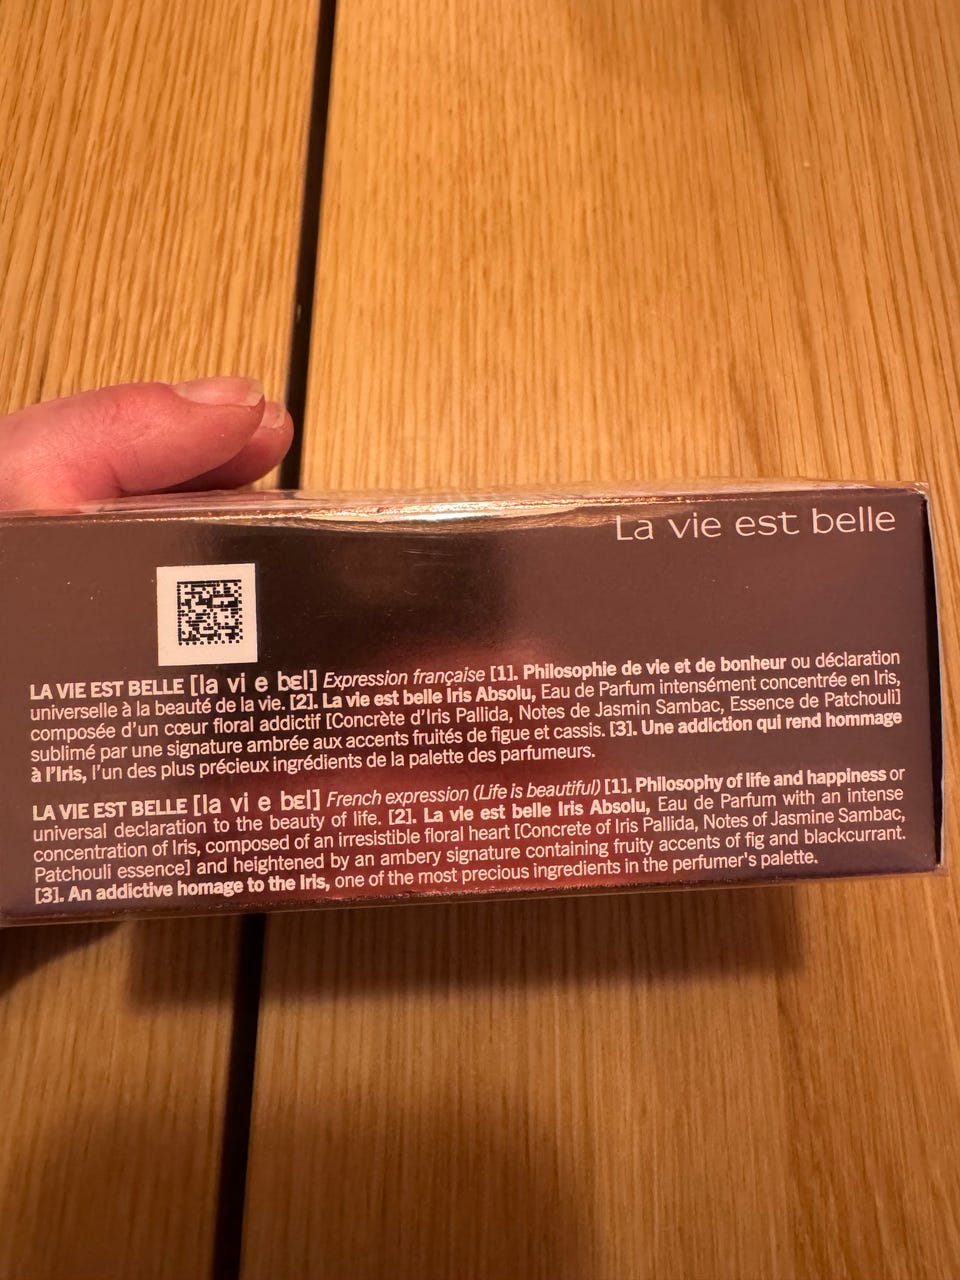 La vie est belle
LA VIE EST BELLE [la vi e bɛl] Expression française [1]. Philosophie de vie et de bonheur ou déclaration
universelle à la beauté de la vie. [2]. La vie est belle Iris Absolu, Eau de Parfum intensément concentrée en Iris,
composée d'un cœur floral addictif [Concrète d'Iris Pallida, Notes de Jasmin Sambac, Essence de Patchouli]
sublimé par une signature ambrée aux accents fruités de figue et cassis. [3]. Une addiction qui rend hommage
à l'Iris, l'un des plus précieux ingrédients de la palette des parfumeurs.
LA VIE EST BELLE [la vi e bɛl] French expression (Life is beautiful) [1]. Philosophy of life and happiness or
universal declaration to the beauty of life. [2]. La vie est belle Iris Absolu, Eau de Parfum with an intense
concentration of Iris, composed of an irresistible floral heart [Concrete of Iris Pallida, Notes of Jasmine Sambac,
Patchouli essence] and heightened by an ambery signature containing fruity accents of fig and blackcurrant.
[3]. An addictive homage to the Iris, one of the most precious ingredients in the perfumer's palette.